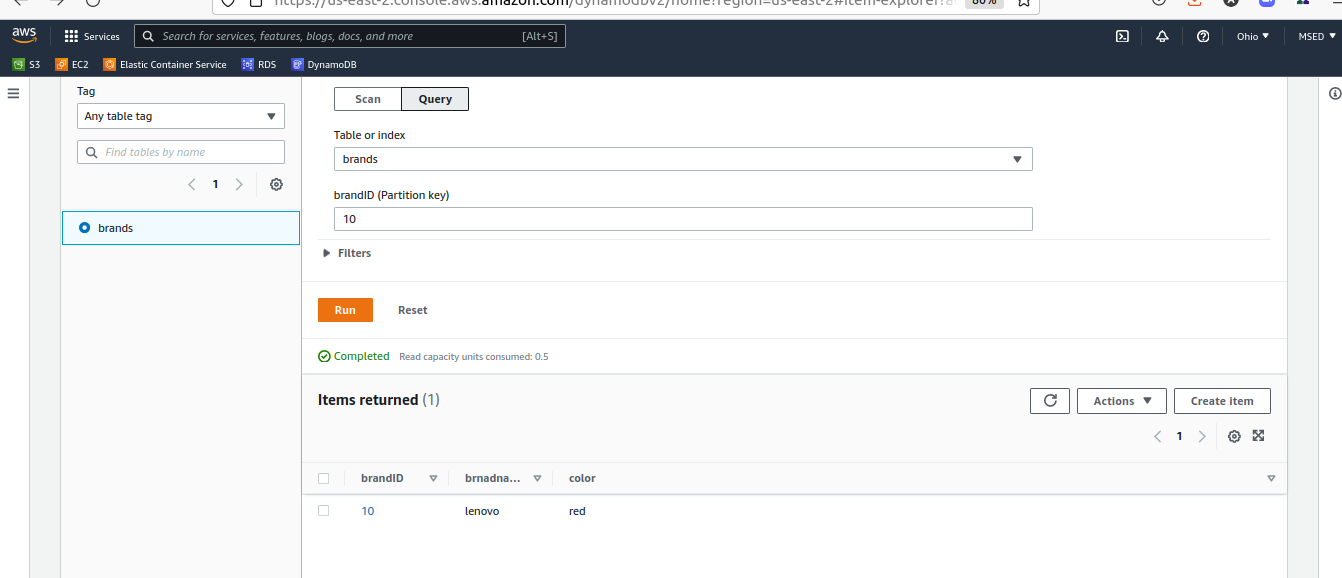 https://us-east-2.console.aws.amazon.com/dynamodbv2/home?region=us-east-2#item-explorer?
80%
aws
Services
Search for services, features, blogs, docs, and more
[Alt+S]
Ohio
MSED
S3
EC2
Elastic Container Service
RDS
DynamoDB
Tag
Any table tag
Find tables by name
1
brands
Scan
Query
Table or index
brands
brandID (Partition key)
10
Filters
Run
Reset
Completed
Read capacity units consumed: 0.5
Items returned (1)
Actions
Create item
1
brandID
brnadna...
color
10
lenovo
red